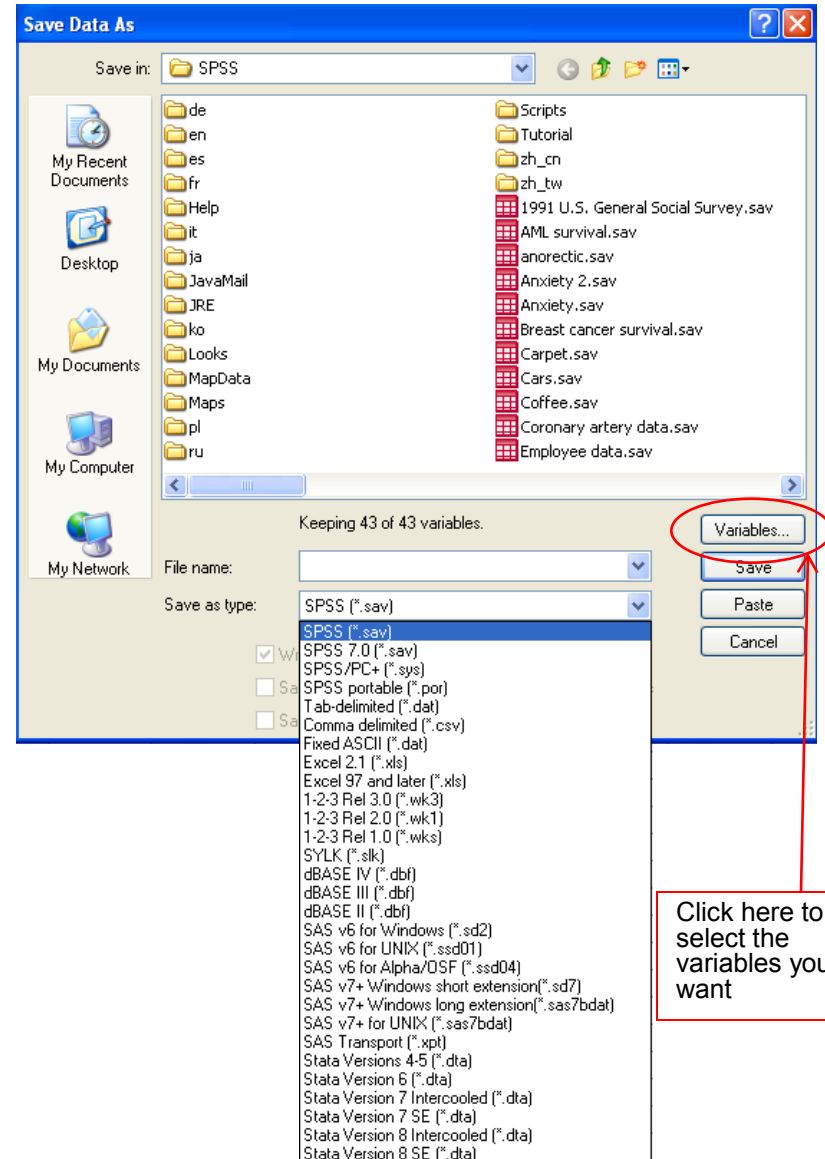 Save Data As
Save in:
SPSS
My Recent
Documents
Desktop
My Documents
My Computer
My Network
de
en
es
fr
Help
it
ja
JavaMail
JRE
ko
Looks
MapData
Maps
pl
ru
Scripts
Tutorial
zh_cn
zh_tw
1991 U.S. General Social Survey.sav
AML survival.sav
anorectic.sav
Anxiety 2.sav
Anxiety.sav
Breast cancer survival.sav
Carpet.sav
Cars.sav
Coffee.sav
Coronary artery data.sav
Employee data.sav
Keeping 43 of 43 variables.
Variables...
File name:
Save
Save as type:
SPSS (*.sav)
Paste
Cancel
SPSS (*.sav)
SPSS 7.0 (*.sav)
SPSS/PC+ (*.sys)
SPSS portable (*.por)
Tab-delimited (*.dat)
Comma delimited (*.csv)
Fixed ASCII (*.dat)
Excel 2.1 (*.xls)
Excel 97 and later (*.xls)
1-2-3 Rel 3.0 (*.wk3)
1-2-3 Rel 2.0 (*.wk1)
1-2-3 Rel 1.0 (*.wks)
SYLK (*.slk)
dBASE IV (*.dbf)
dBASE III (*.dbf)
dBASE II (*.dbf)
SAS v6 for Windows (*.sd2)
SAS v6 for UNIX (*.ssd01)
SAS v6 for Alpha/OSF (*.ssd04)
SAS v7+ Windows short extension(*.sd7)
SAS v7+ Windows long extension(*.sas7bdat)
SAS v7+ for UNIX (*.sas7bdat)
SAS Transport (*.xpt)
Stata Versions 4-5 (*.dta)
Stata Version 6 (*.dta)
Stata Version 7 Intercooled (*.dta)
Stata Version 7 SE (*.dta)
Stata Version 8 Intercooled (*.dta)
Stata Version 8 SE (*.dta)
Click here to
select the
variables you
want